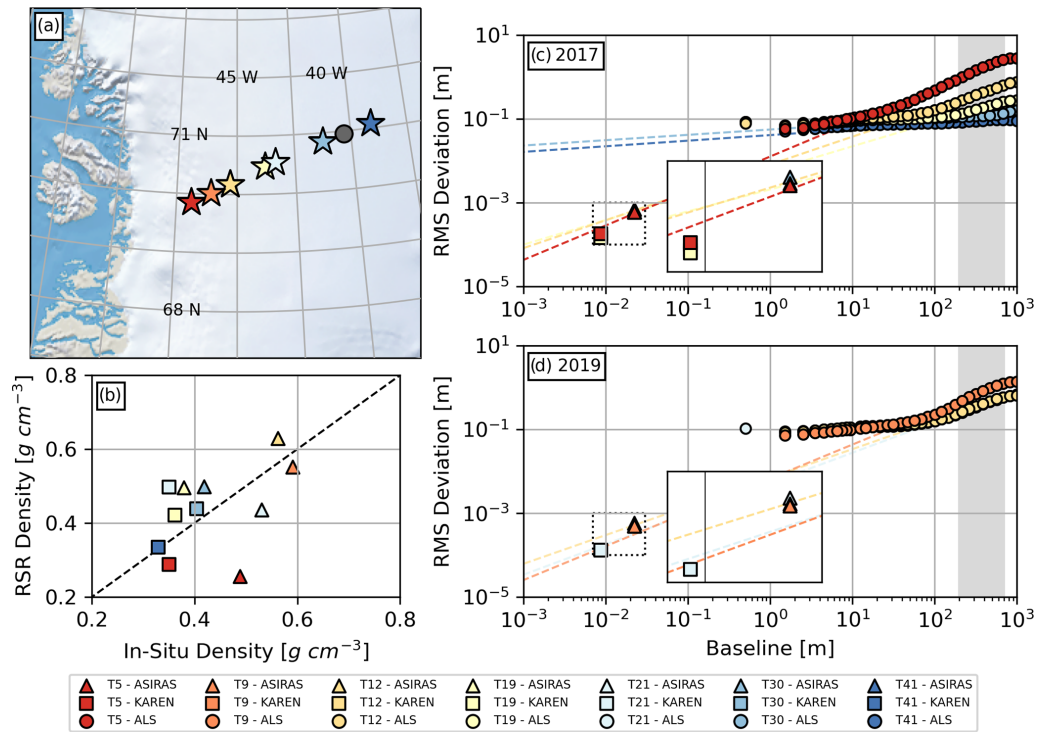 (a)
45 W
40 W
71 N
68 N
(b)
RSR Density [g cm⁻³]
0.8
0.6
0.4
0.2
0.2 0.4 0.6 0.8
In-Situ Density [g cm⁻³]
(c) 2017
RMS Deviation [m]
10¹
10⁻¹
10⁻³
10⁻⁵
10⁻³ 10⁻² 10⁻¹ 10⁰ 10¹ 10² 10³
(d) 2019
RMS Deviation [m]
10¹
10⁻¹
10⁻³
10⁻⁵
10⁻³ 10⁻² 10⁻¹ 10⁰ 10¹ 10² 10³
Baseline [m]
T5 - ASIRAS T9 - ASIRAS T12 - ASIRAS T19 - ASIRAS T21 - ASIRAS T30 - ASIRAS T41 - ASIRAS
T5 - KAREN T9 - KAREN T12 - KAREN T19 - KAREN T21 - KAREN T30 - KAREN T41 - KAREN
T5 - ALS T9 - ALS T12 - ALS T19 - ALS T21 - ALS T30 - ALS T41 - ALS